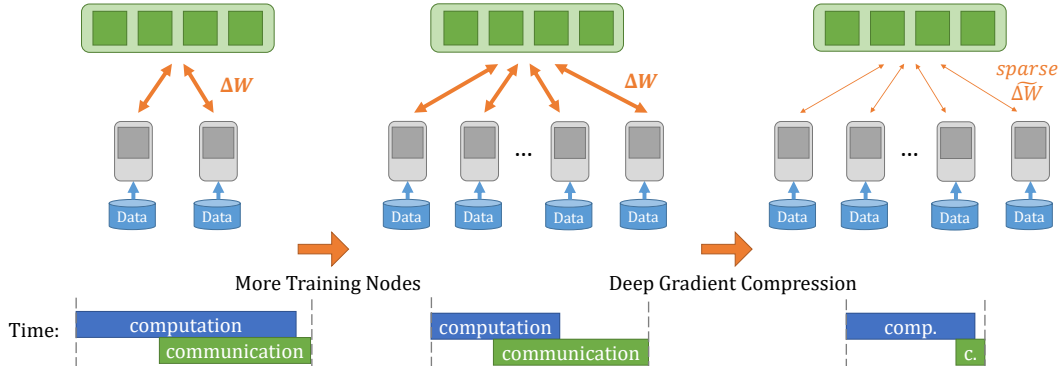 ΔW
ΔW
sparse
\widetilde{ΔW}
... ...
Data Data Data Data Data Data Data Data Data Data
More Training Nodes Deep Gradient Compression
Time: computation computation comp.
communication communication c.